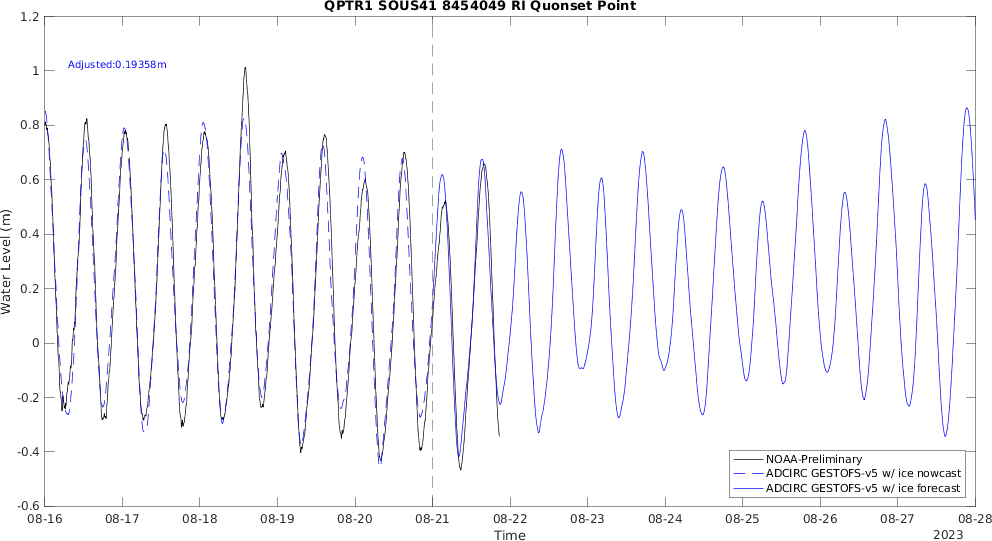 QPTR1 SOUS41 8454049 RI Quonset Point
Adjusted:0.19358m
Water Level (m)
1.2
1
0.8
0.6
0.4
0.2
0
-0.2
-0.4
-0.6
NOAA-Preliminary
ADCIRC GESTOFS-v5 w/ ice nowcast
ADCIRC GESTOFS-v5 w/ ice forecast
08-16 08-17 08-18 08-19 08-20 08-21 08-22 08-23 08-24 08-25 08-26 08-27 08-28
Time
2023